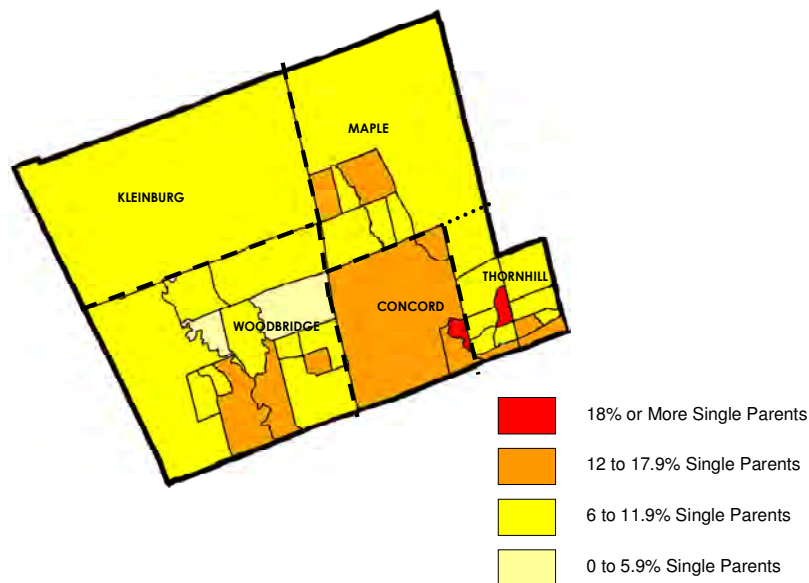 MAPLE
KLEINBURG
THORNHILL
CONCORD
WOODBRIDGE
18% or More Single Parents
12 to 17.9% Single Parents
6 to 11.9% Single Parents
0 to 5.9% Single Parents